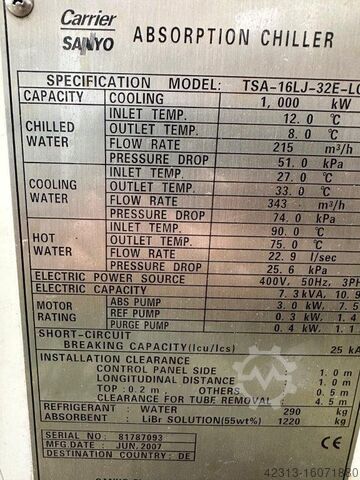 Carrier
SANYO
ABSORPTION CHILLER
SPECIFICATION MODEL: TSA-16LJ-32E-LC
CAPACITY COOLING 1,000 kW
CHILLED WATER
INLET TEMP. 12.0 ℃
OUTLET TEMP. 8.0 ℃
FLOW RATE 215 m³/h
PRESSURE DROP 51.0 kPa
COOLING WATER
INLET TEMP. 27.0 ℃
OUTLET TEMP. 33.0 ℃
FLOW RATE 343 m³/h
PRESSURE DROP 74.0 kPa
HOT WATER
INLET TEMP. 90.0 ℃
OUTLET TEMP. 75.0 ℃
FLOW RATE 22.9 l/sec
PRESSURE DROP 25.6 kPa
ELECTRIC POWER SOURCE 400V, 50Hz, 3PH
ELECTRIC CAPACITY 7.3 kVA, 10.9
MOTOR RATING
ABS PUMP 3.0 kW, 7.5
REF PUMP 0.3 kW, 1.4
PURGE PUMP 0.4 kW, 1.1
SHORT-CIRCUIT
BREAKING CAPACITY(Icu/Ics) 25 kA
INSTALLATION CLEARANCE
CONTROL PANEL SIDE : 1.0 m
LONGITUDINAL DISTANCE : 1.0 m
TOP : 0.2 m , OTHERS : 0.5 m
CLEARANCE FOR TUBE REMOVAL : 4.5 m
REFRIGERANT : WATER 290 kg
ABSORBENT : LiBr SOLUTION(55wt%) 1220 kg
SERIAL NO : 81787093
MFG.DATE : JUN.2007
DESTINATION COUNTRY: DE
42313-16071880